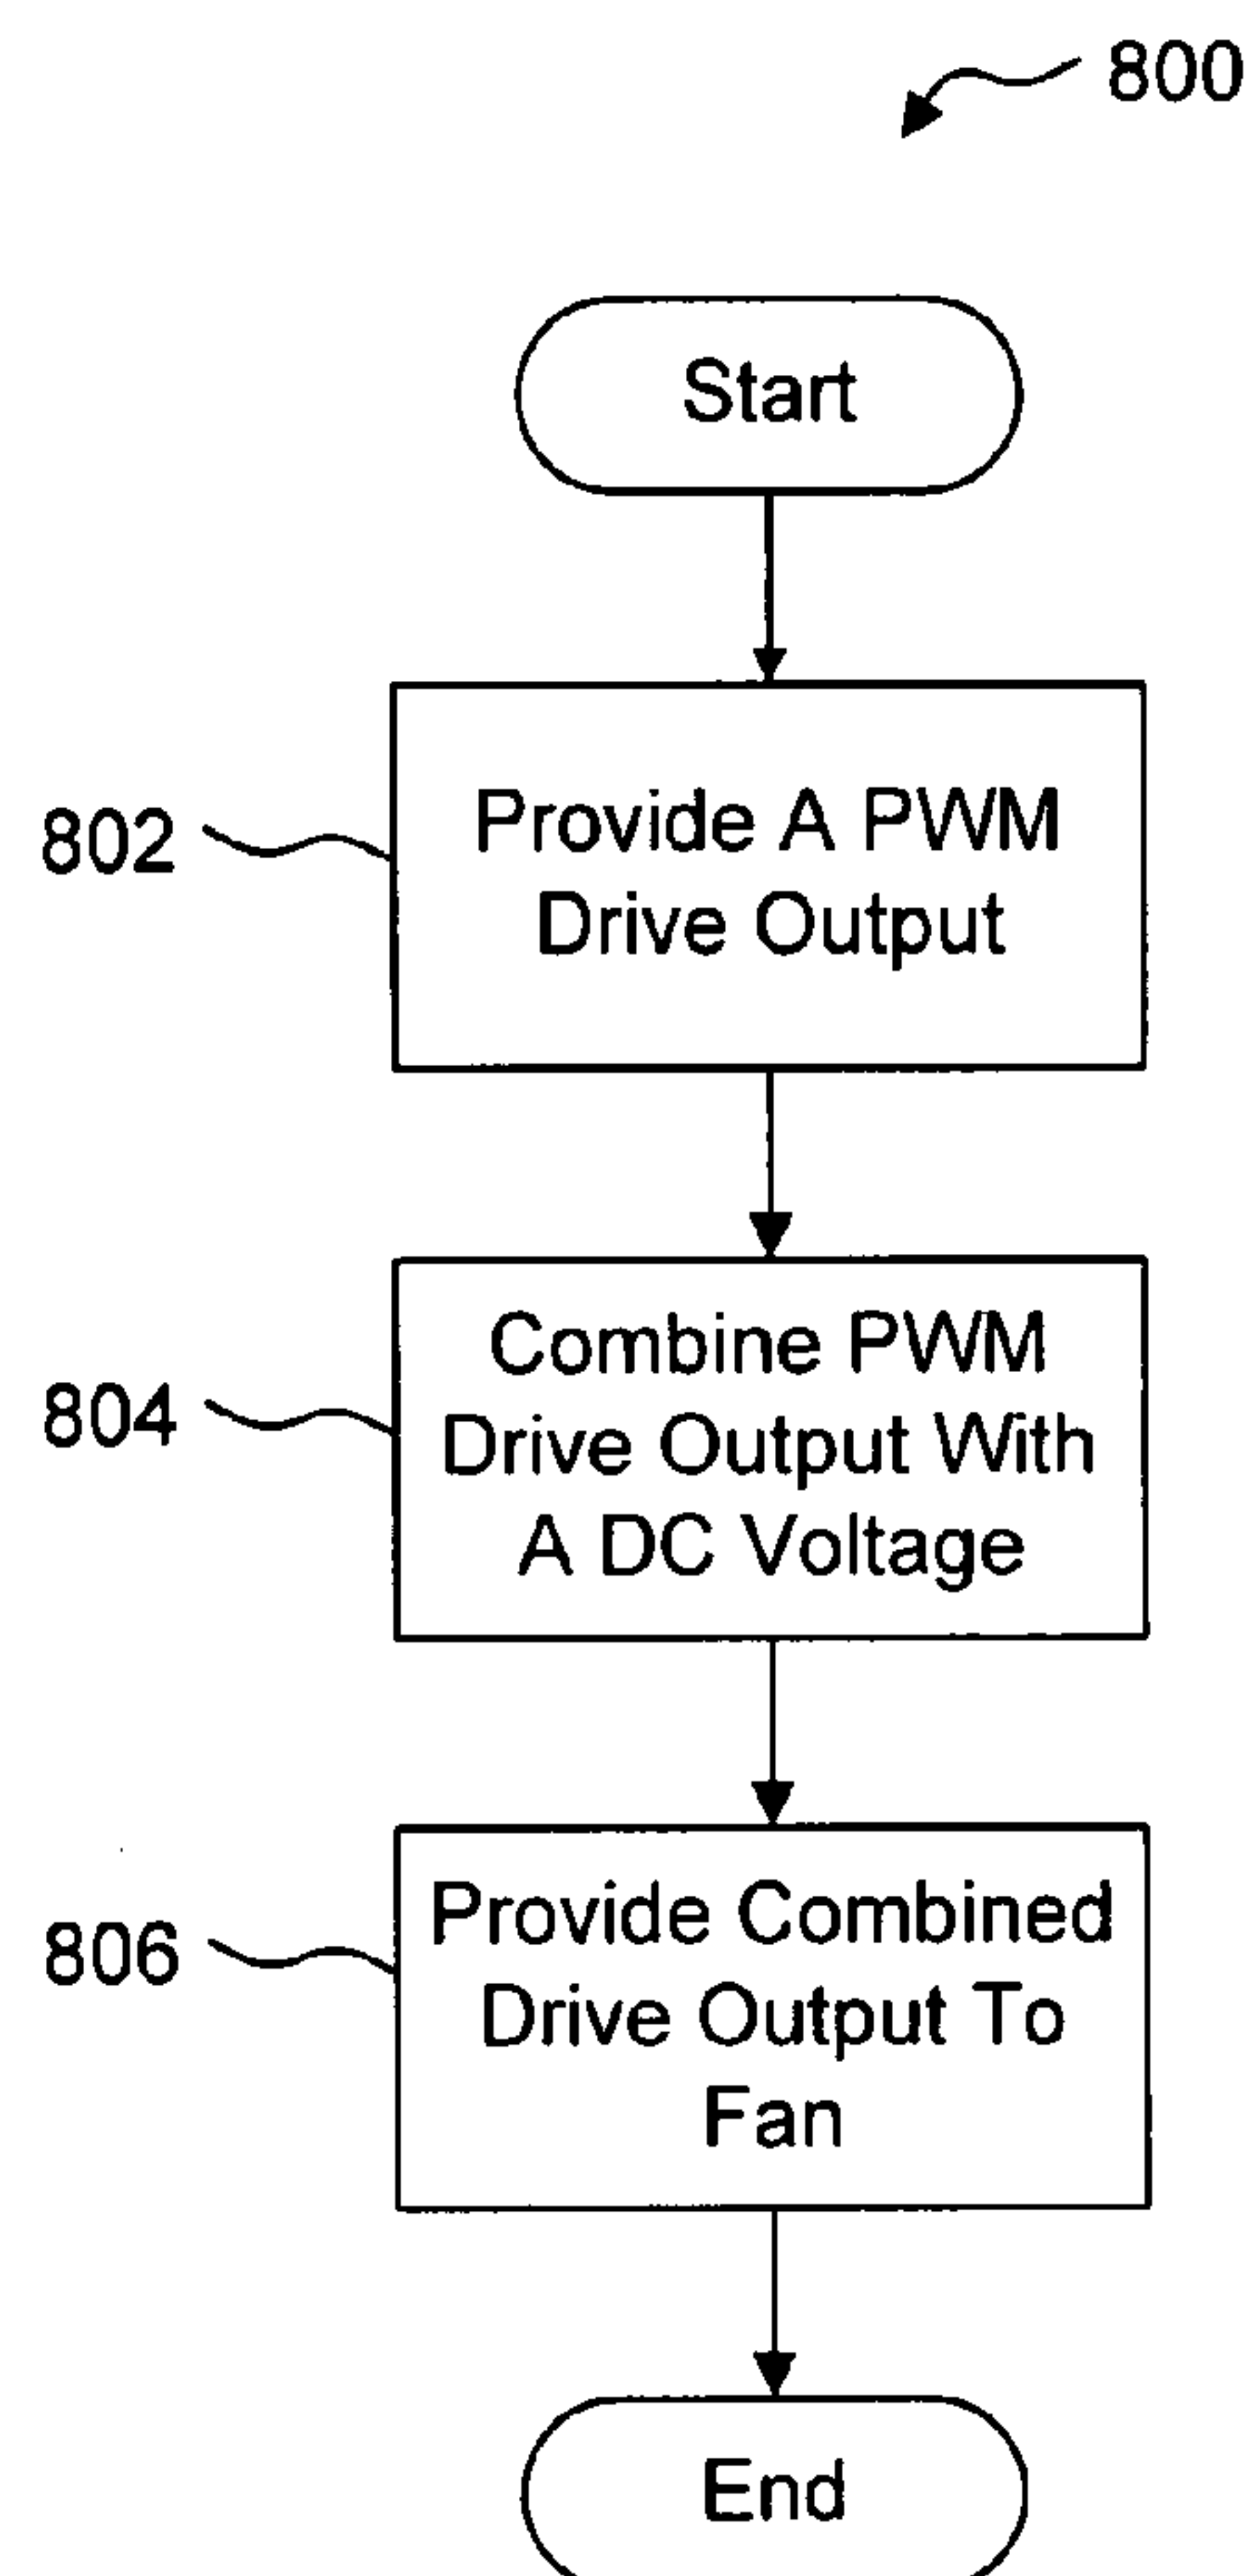 800
Start
802
Provide A PWM
Drive Output
804
Combine PWM
Drive Output With
A DC Voltage
806
Provide Combined
Drive Output To
Fan
End